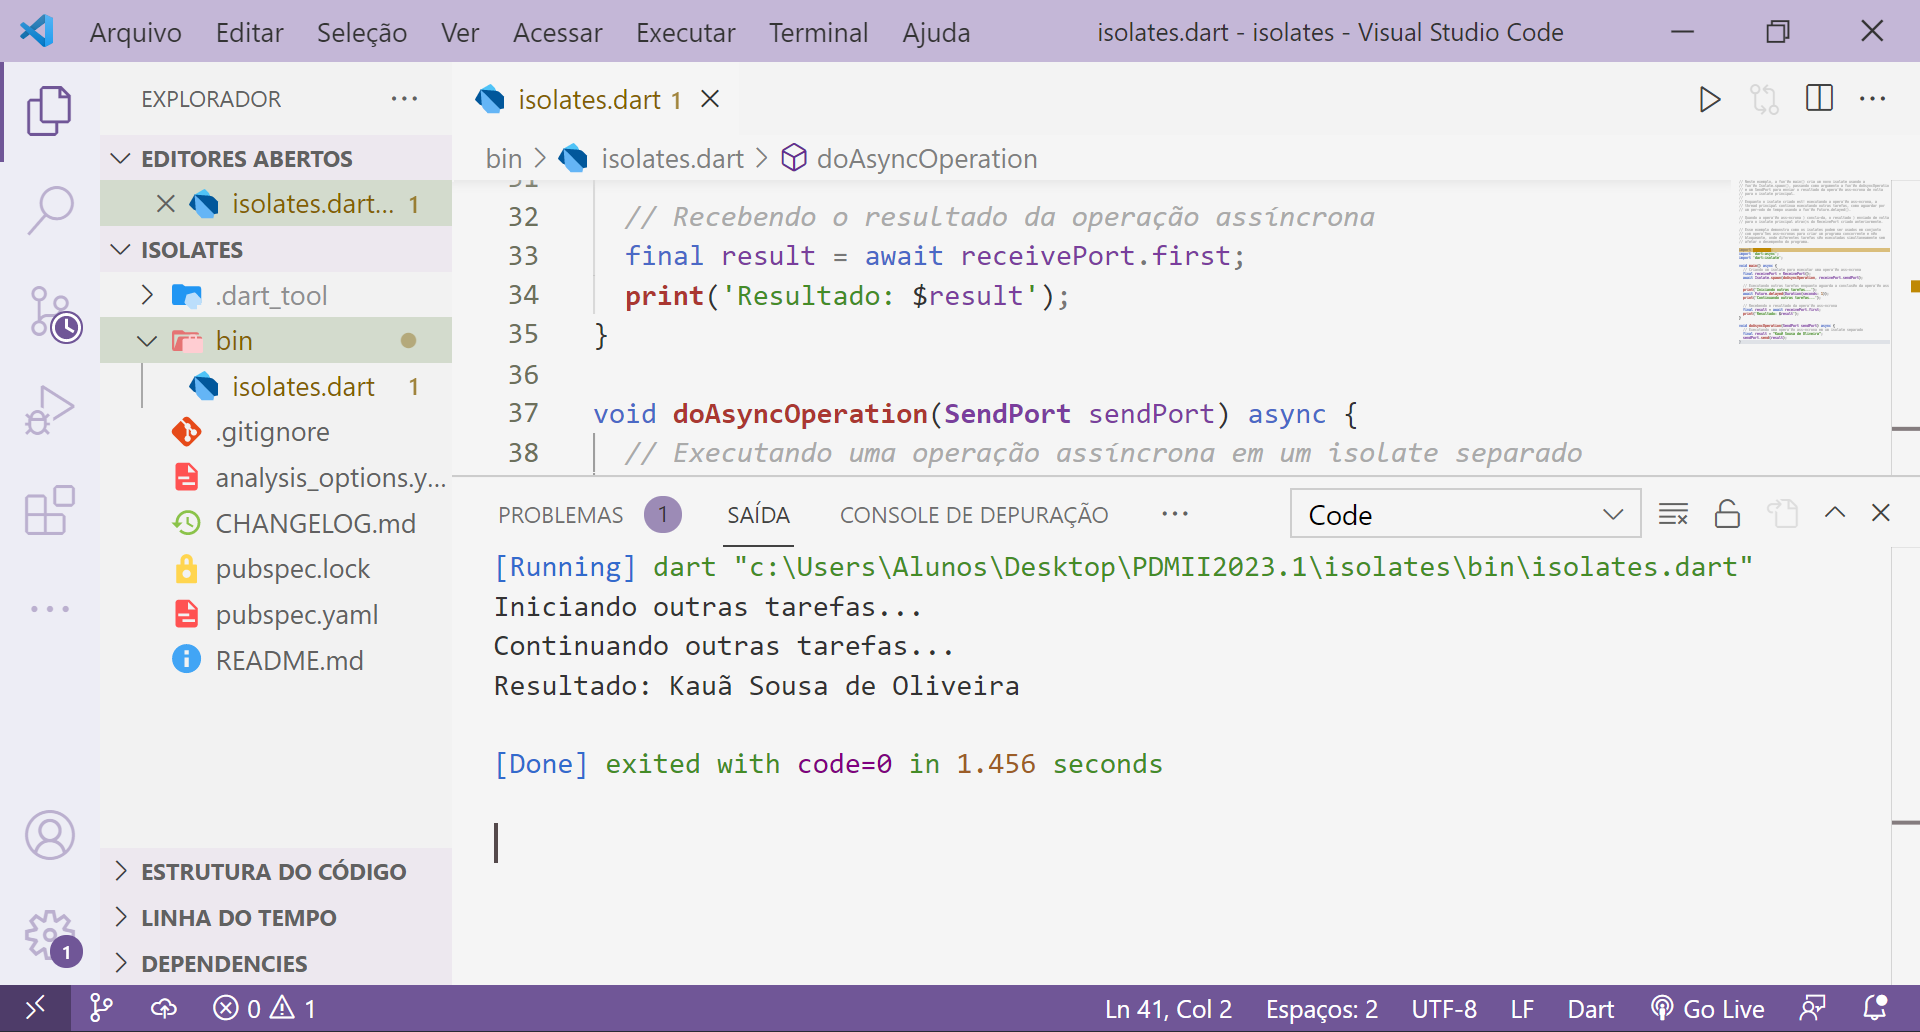 Arquivo Editar Seleção Ver Acessar Executar Terminal Ajuda isolates.dart - isolates - Visual Studio Code
EXPLORADOR
EDITORES ABERTOS
isolates.dart... 1
ISOLATES
.dart_tool
bin
isolates.dart 1
.gitignore
analysis_options.y...
CHANGELOG.md
pubspec.lock
pubspec.yaml
README.md
ESTRUTURA DO CÓDIGO
LINHA DO TEMPO
DEPENDENCIES
1
isolates.dart 1
bin > isolates.dart > doAsyncOperation
31
32 // Recebendo o resultado da operação assíncrona
33 final result = await receivePort.first;
34 print('Resultado: $result');
35 }
36
37 void doAsyncOperation(SendPort sendPort) async {
38 // Executando uma operação assíncrona em um isolate separado
PROBLEMAS 1 SAÍDA CONSOLE DE DEPURAÇÃO ... Code
[Running] dart "c:\Users\Alunos\Desktop\PDMII2023.1\isolates\bin\isolates.dart"
Iniciando outras tarefas...
Continuando outras tarefas...
Resultado: Kauã Sousa de Oliveira
[Done] exited with code=0 in 1.456 seconds
0 1 Ln 41, Col 2 Espaços: 2 UTF-8 LF Dart Go Live